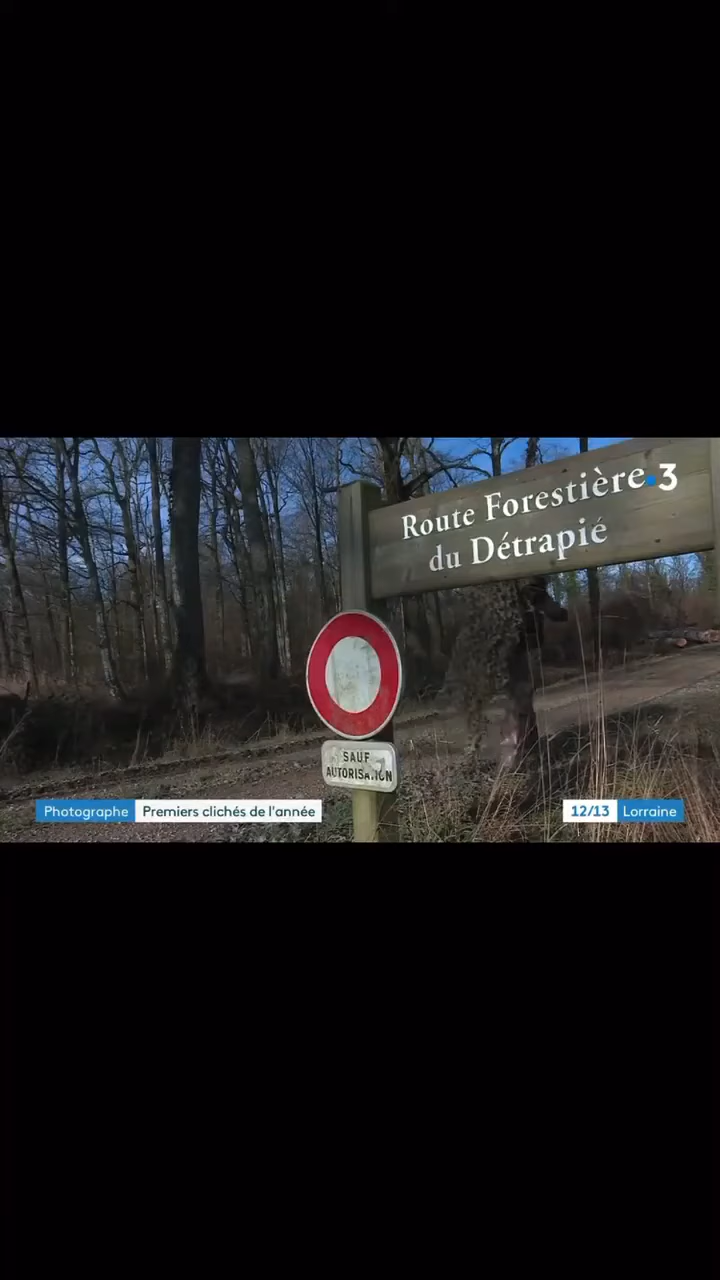 Route Forestière
du Détrapié
3
SAUF
AUTORISATION
Photographe Premiers clichés de l'année
12/13 Lorraine